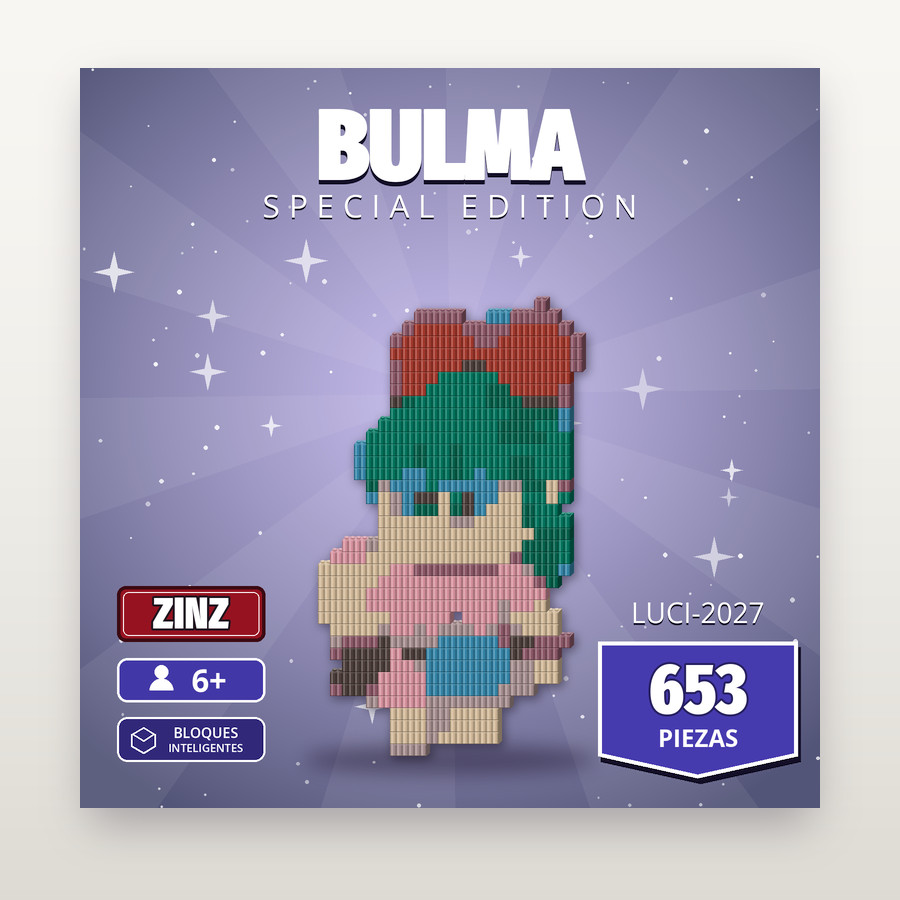 BULMA
SPECIAL EDITION
ZINZ
6+
BLOQUES
INTELIGENTES
LUCI-2027
653
PIEZAS